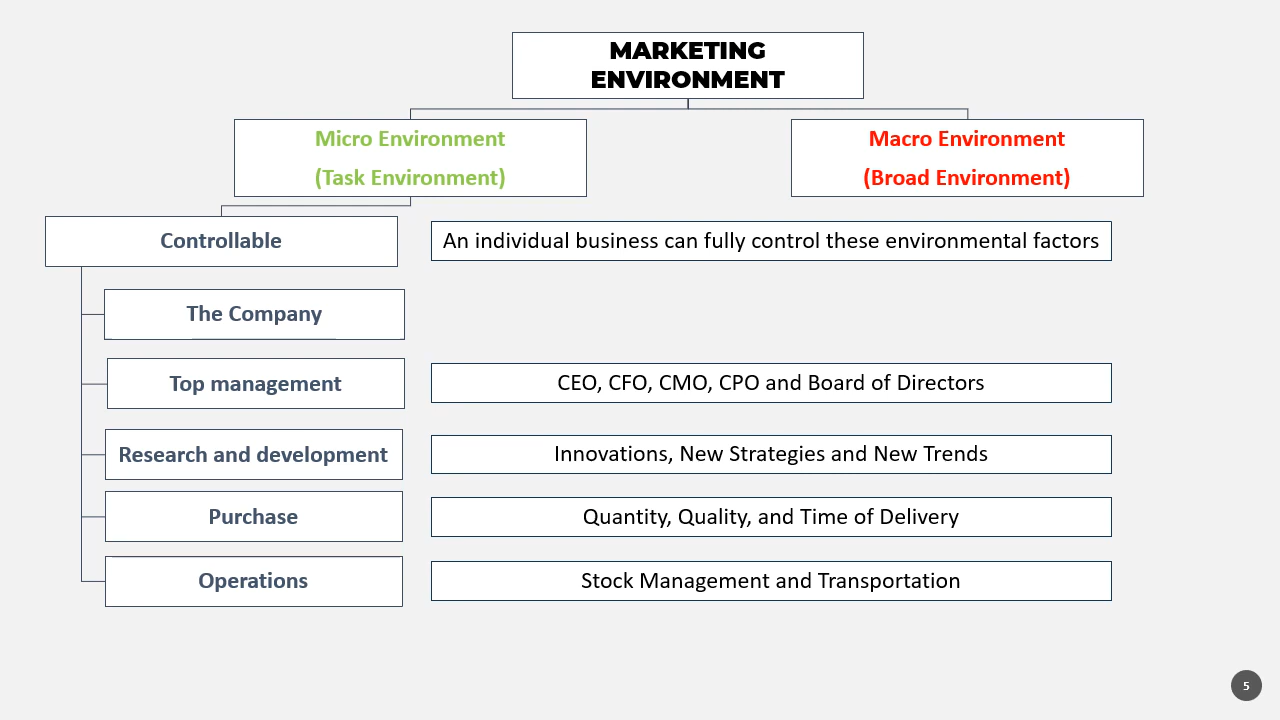 MARKETING
ENVIRONMENT
Micro Environment
(Task Environment)
Macro Environment
(Broad Environment)
Controllable
An individual business can fully control these environmental factors
The Company
Top management
CEO, CFO, CMO, CPO and Board of Directors
Research and development
Innovations, New Strategies and New Trends
Purchase
Quantity, Quality, and Time of Delivery
Operations
Stock Management and Transportation
5